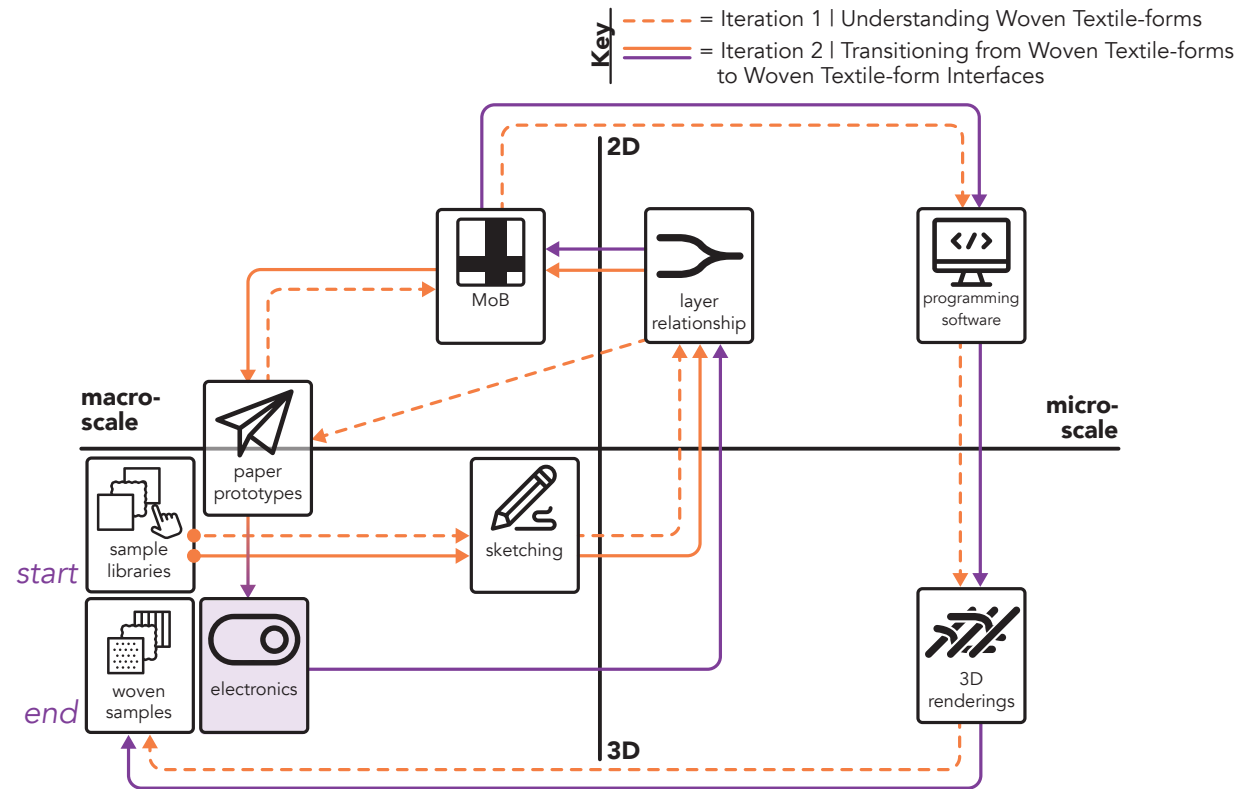 Key
= Iteration 1 | Understanding Woven Textile-forms
= Iteration 2 | Transitioning from Woven Textile-forms
to Woven Textile-form Interfaces
2D
MoB
layer
relationship
</>
programming
software
macro-
scale
micro-
scale
paper
prototypes
sample
libraries
sketching
start
woven
samples
electronics
3D
renderings
end
3D